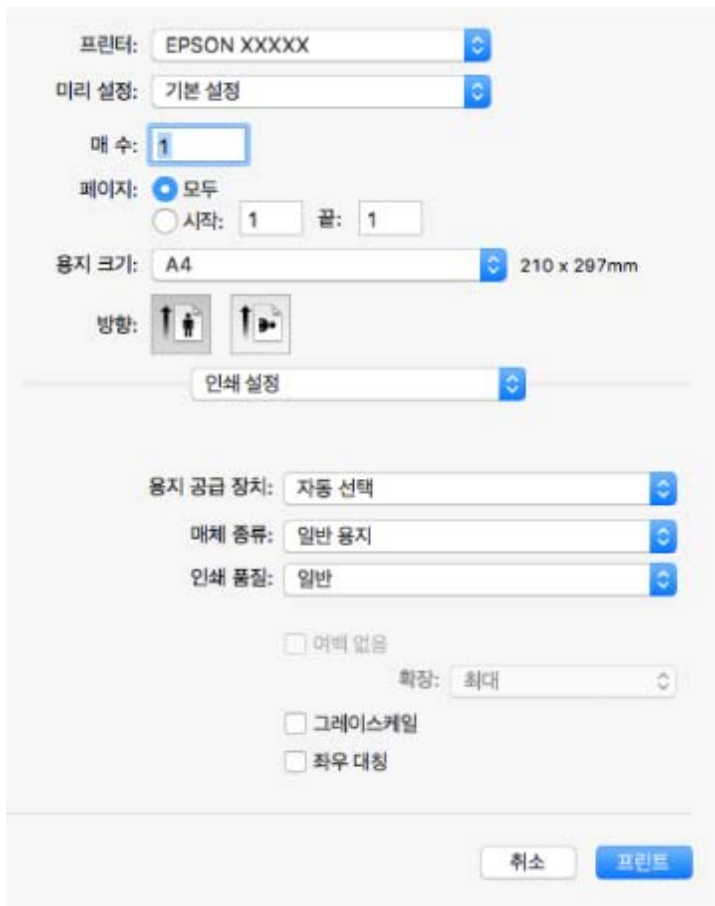 프린터: EPSON XXXXX
미리 설정: 기본 설정
매 수: 1
페이지: 모두
시작: 1 끝: 1
용지 크기: A4 210 x 297mm
방향:
인쇄 설정
용지 공급 장치: 자동 선택
매체 종류: 일반 용지
인쇄 품질: 일반
여백 없음
확장: 최대
그레이스케일
좌우 대칭
취소 프린트